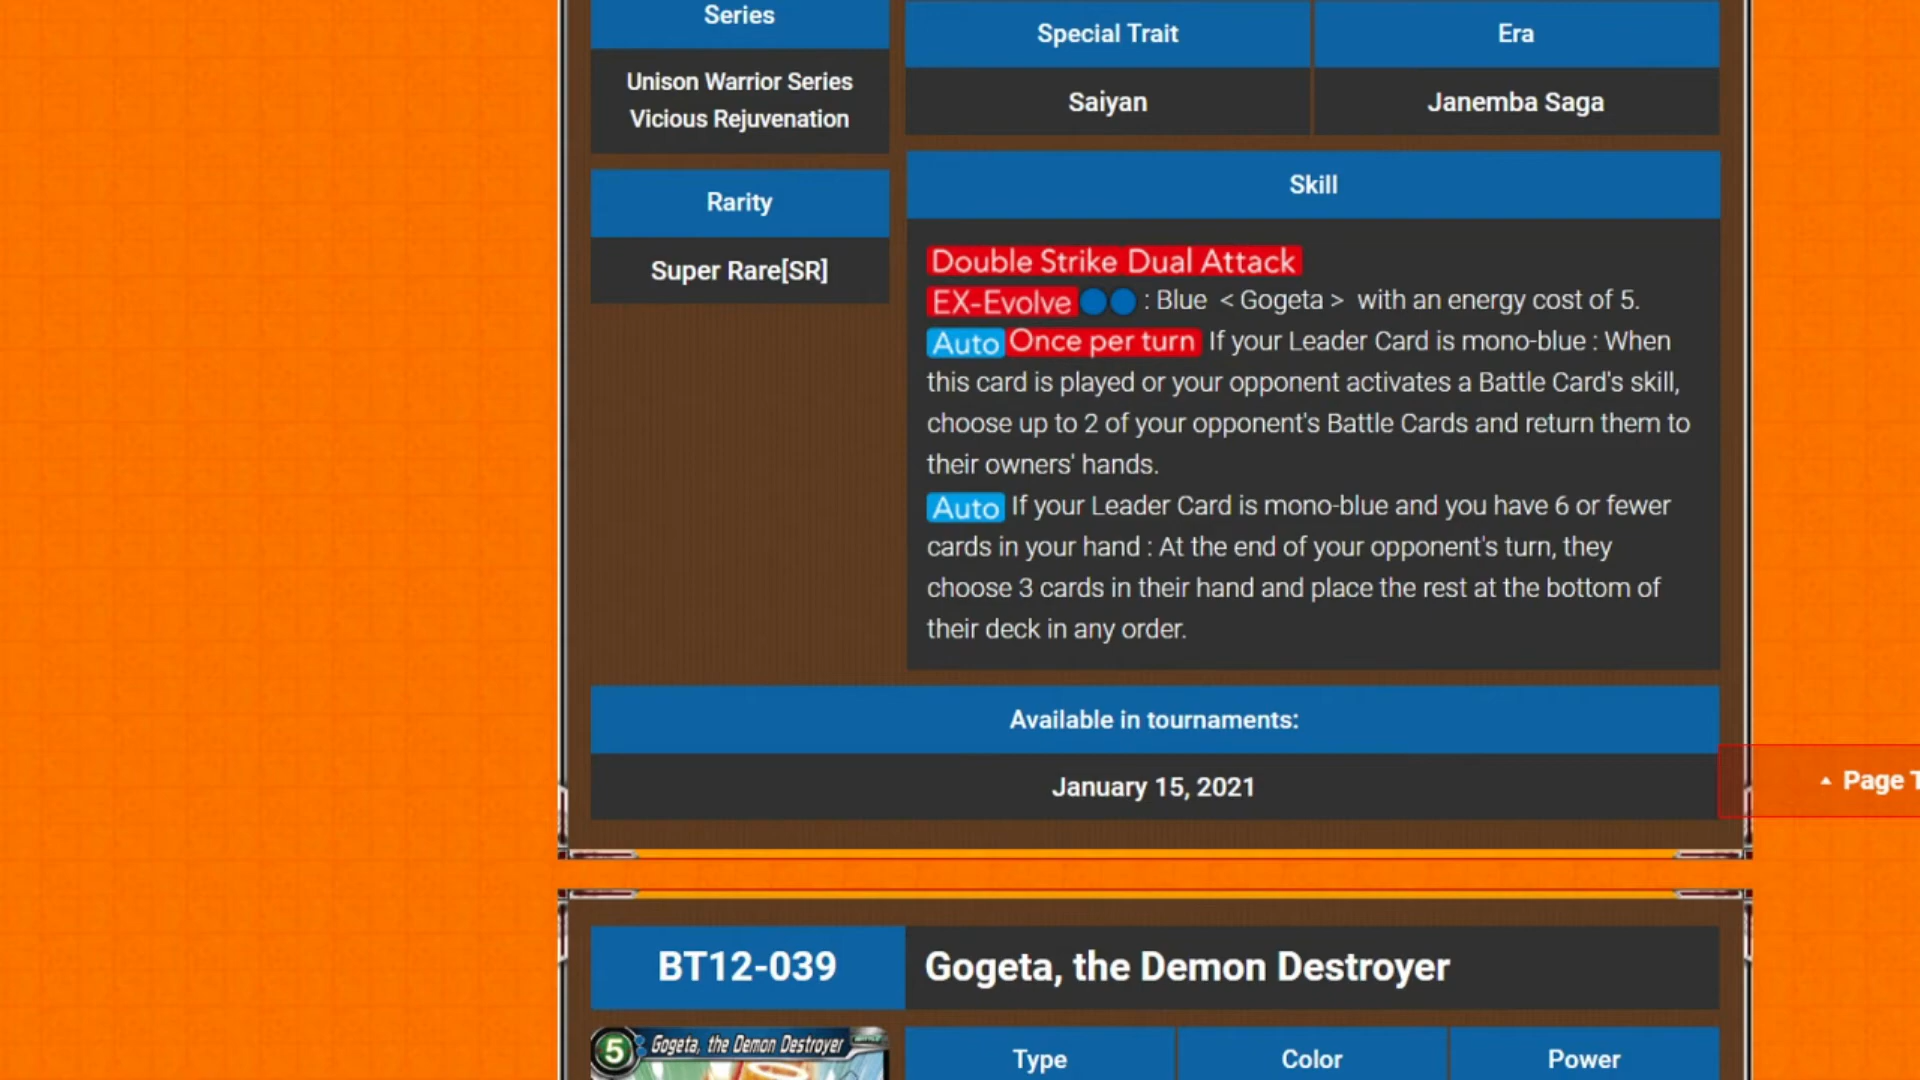 Series
Special Trait
Era
Unison Warrior Series
Vicious Rejuvenation
Saiyan
Janemba Saga
Skill
Rarity
Super Rare[SR]
Double Strike Dual Attack
EX-Evolve : Blue <Gogeta> with an energy cost of 5.
Auto Once per turn If your Leader Card is mono-blue : When
this card is played or your opponent activates a Battle Card's skill,
choose up to 2 of your opponent's Battle Cards and return them to
their owners' hands.
Auto If your Leader Card is mono-blue and you have 6 or fewer
cards in your hand : At the end of your opponent's turn, they
choose 3 cards in their hand and place the rest at the bottom of
their deck in any order.
Available in tournaments:
January 15, 2021
Page T
BT12-039
Gogeta, the Demon Destroyer
5
Gogeta, the Demon Destroyer
Type
Color
Power